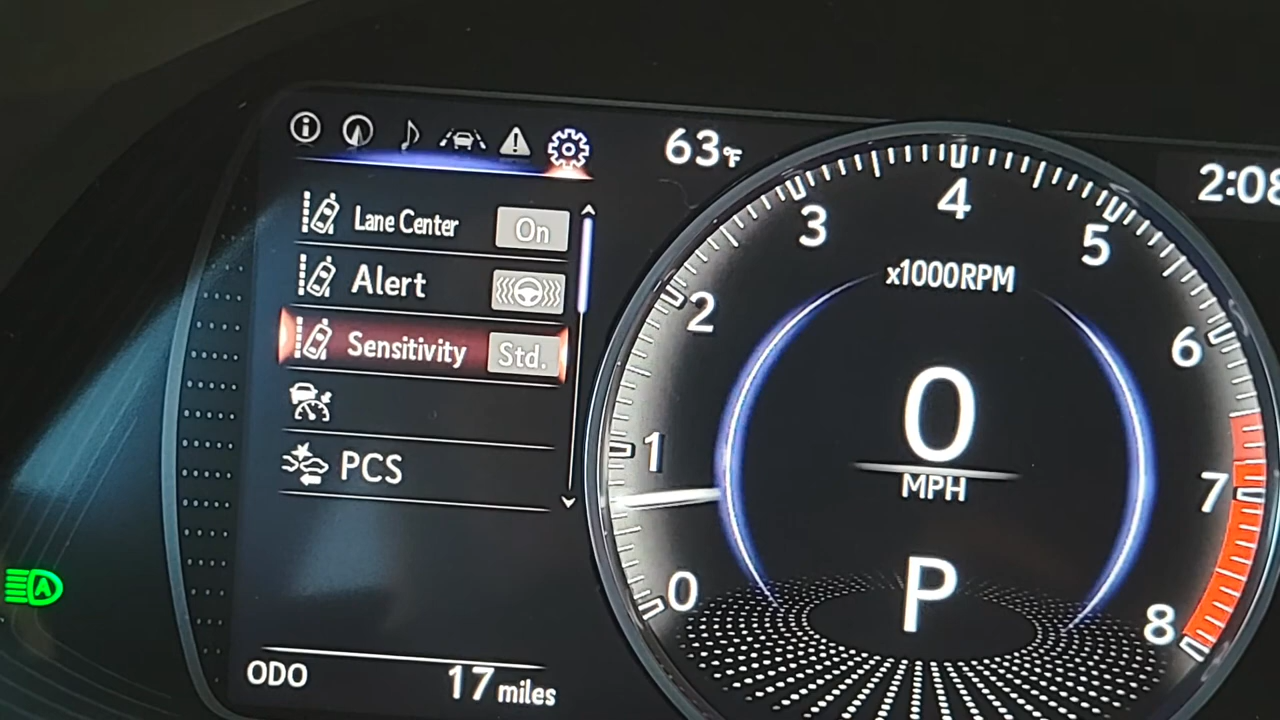 63°F
2:08
Lane Center On
Alert
Sensitivity Std.
PCS
ODO 17 miles
0
1
2
3
4
5
6
7
8
x1000RPM
0
MPH
P
A